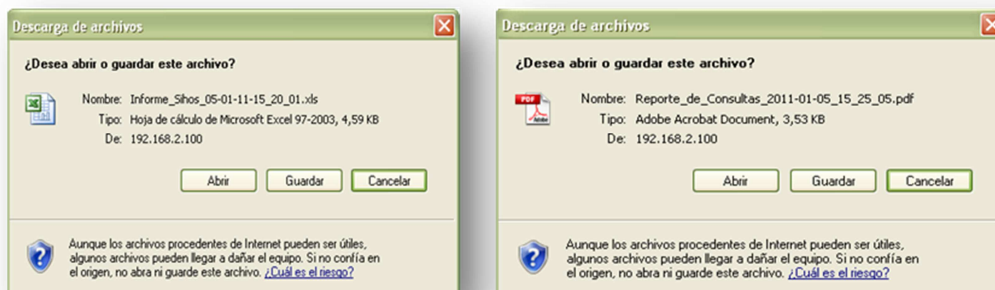 Descarga de archivos
¿Desea abrir o guardar este archivo?
Nombre: Informe_Sihos_05-01-11-15_20_01.xls
Tipo: Hoja de cálculo de Microsoft Excel 97-2003, 4,59 KB
De: 192.168.2.100
Abrir Guardar Cancelar
Aunque los archivos procedentes de Internet pueden ser útiles,
algunos archivos pueden llegar a dañar el equipo. Si no confía en
el origen, no abra ni guarde este archivo. ¿Cuál es el riesgo?
Descarga de archivos
¿Desea abrir o guardar este archivo?
PDF
Adobe
Nombre: Reporte_de_Consultas_2011-01-05_15_25_05.pdf
Tipo: Adobe Acrobat Document, 3,53 KB
De: 192.168.2.100
Abrir Guardar Cancelar
Aunque los archivos procedentes de Internet pueden ser útiles,
algunos archivos pueden llegar a dañar el equipo. Si no confía en
el origen, no abra ni guarde este archivo. ¿Cuál es el riesgo?